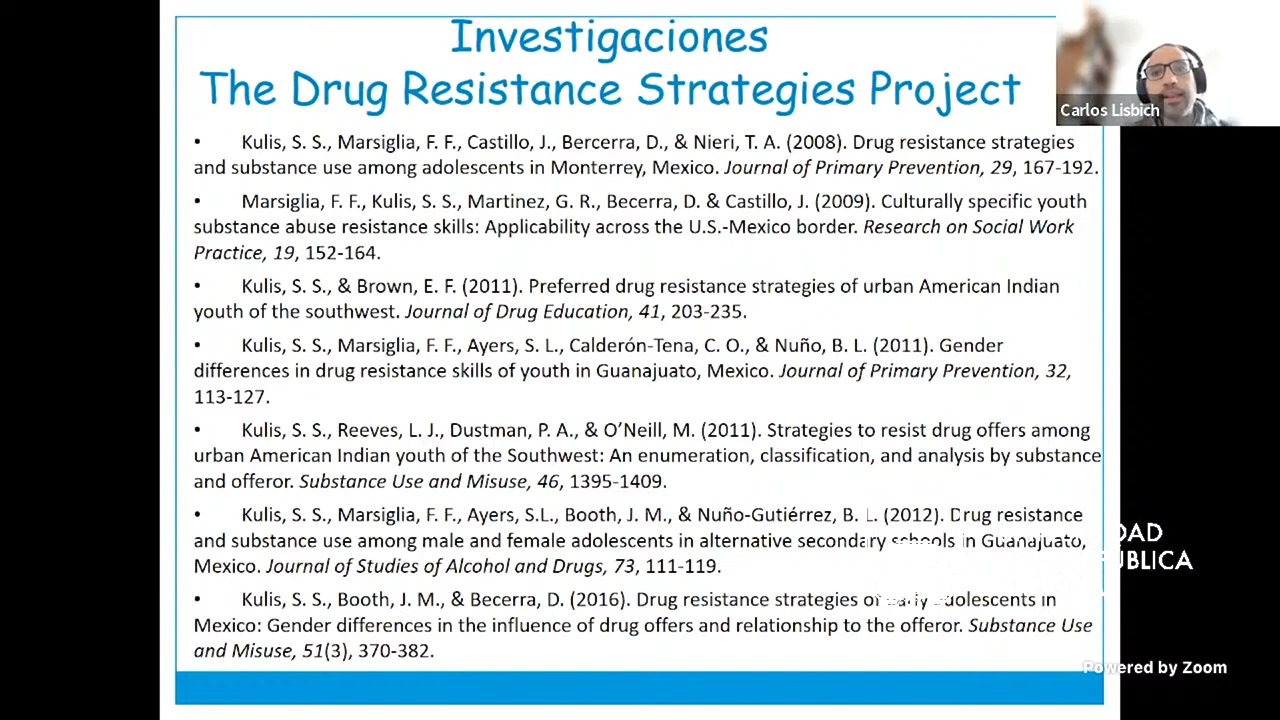 Investigaciones
The Drug Resistance Strategies Project
Carlos Lisbich
• Kulis, S. S., Marsiglia, F. F., Castillo, J., Bercerra, D., & Nieri, T. A. (2008). Drug resistance strategies
and substance use among adolescents in Monterrey, Mexico. Journal of Primary Prevention, 29, 167-192.
• Marsiglia, F. F., Kulis, S. S., Martinez, G. R., Becerra, D. & Castillo, J. (2009). Culturally specific youth
substance abuse resistance skills: Applicability across the U.S.-Mexico border. Research on Social Work
Practice, 19, 152-164.
• Kulis, S. S., & Brown, E. F. (2011). Preferred drug resistance strategies of urban American Indian
youth of the southwest. Journal of Drug Education, 41, 203-235.
• Kulis, S. S., Marsiglia, F. F., Ayers, S. L., Calderón-Tena, C. O., & Nuño, B. L. (2011). Gender
differences in drug resistance skills of youth in Guanajuato, Mexico. Journal of Primary Prevention, 32,
113-127.
• Kulis, S. S., Reeves, L. J., Dustman, P. A., & O’Neill, M. (2011). Strategies to resist drug offers among
urban American Indian youth of the Southwest: An enumeration, classification, and analysis by substance
and offeror. Substance Use and Misuse, 46, 1395-1409.
• Kulis, S. S., Marsiglia, F. F., Ayers, S.L., Booth, J. M., & Nuño-Gutiérrez, B. L. (2012). Drug resistance
and substance use among male and female adolescents in alternative secondary schools in Guanajuato,
Mexico. Journal of Studies of Alcohol and Drugs, 73, 111-119.
• Kulis, S. S., Booth, J. M., & Becerra, D. (2016). Drug resistance strategies of early adolescents in
Mexico: Gender differences in the influence of drug offers and relationship to the offeror. Substance Use
and Misuse, 51(3), 370-382.
DAD
PÚBLICA
Powered by Zoom